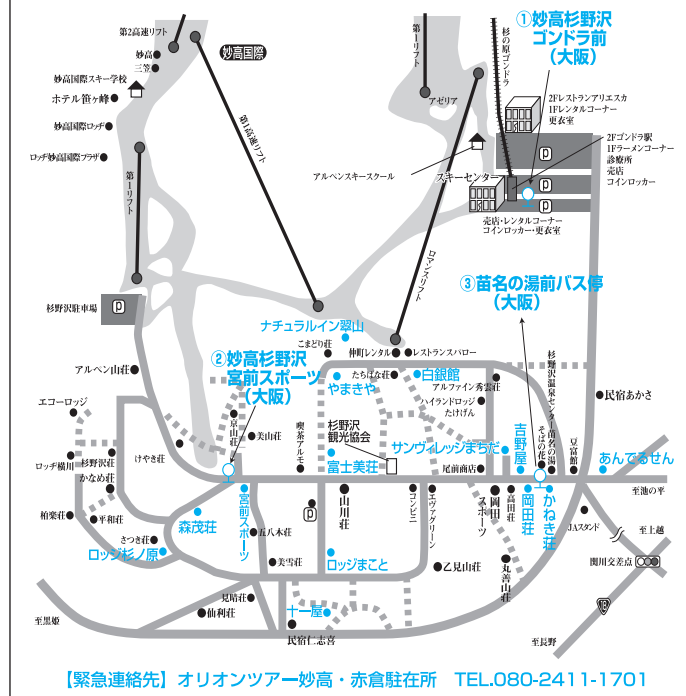 第2高速リフト
妙高
三笠
妙高国際スキー学校
ホテル笹ヶ峰
妙高国際ロッヂ
ロッヂ妙高国際プラザ
妙高国際
第1高速リフト
第1リフト
第1リフト
アゼリア
杉の原ゴンドラ
①妙高杉野沢
ゴンドラ前
(大阪)
2Fレストランアリエスカ
1Fレンタルコーナー
更衣室
2Fゴンドラ駅
1Fラーメンコーナー
診療所
売店
コインロッカー
P
P
P
アルペンスキースクール
スキーセンター
売店・レンタルコーナー
コインロッカー・更衣室
ロマンスリフト
③苗名の湯前バス停
(大阪)
杉野沢駐車場
P
ナチュラルイン翠山
こまどり荘
仲町レンタル
レストランスパロー
②妙高杉野沢
宮前スポーツ
(大阪)
アルペン山荘
たちばな荘
やまきや
白銀館
アルファイン秀雲荘
ハイランドロッジ
たけげん
杉野沢温泉センター苗名の湯
民宿あかさ
エコーロッジ
京山荘
美山荘
喫茶アルモ
杉野沢
観光協会
サンヴィレッジまちだ
吉野屋
そばの花
豆富館
あんでるせん
ロッヂ横川
杉野沢荘
かなめ荘
けやき荘
富士美荘
尾前商店
至池の平
柏葉荘
平和荘
さつき荘
ロッジ杉ノ原
森茂荘
宮前スポーツ
五八木荘
美雪荘
P
山川荘
ロッジまこと
コンビニ
エヴァグリーン
乙見山荘
岡田スポーツ
高田荘
岡田荘
かねき荘
丸善山荘
JAスタンド
至上越
関川交差点
18
至黒姫
見晴荘
仙利荘
十一屋
民宿仁志喜
至長野
【緊急連絡先】オリオンツアー妙高・赤倉駐在所 TEL.080-2411-1701